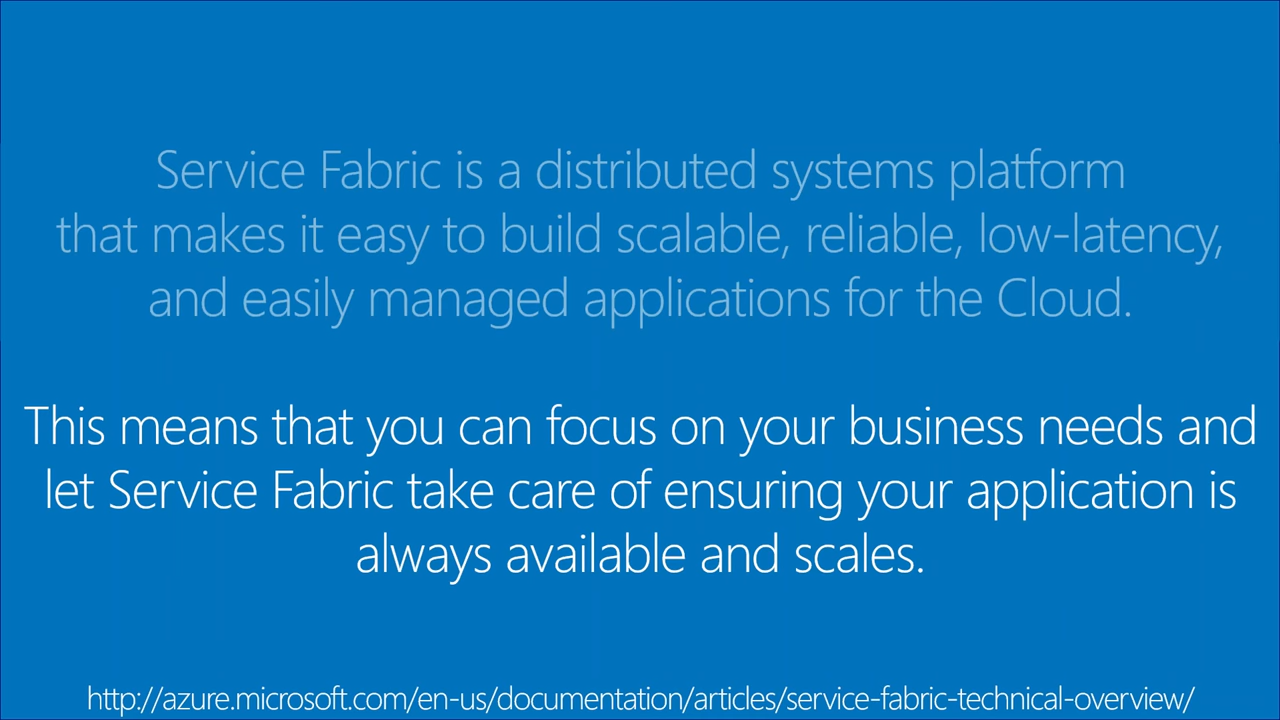 Service Fabric is a distributed systems platform
that makes it easy to build scalable, reliable, low-latency,
and easily managed applications for the Cloud.
This means that you can focus on your business needs and
let Service Fabric take care of ensuring your application is
always available and scales.
http://azure.microsoft.com/en-us/documentation/articles/service-fabric-technical-overview/